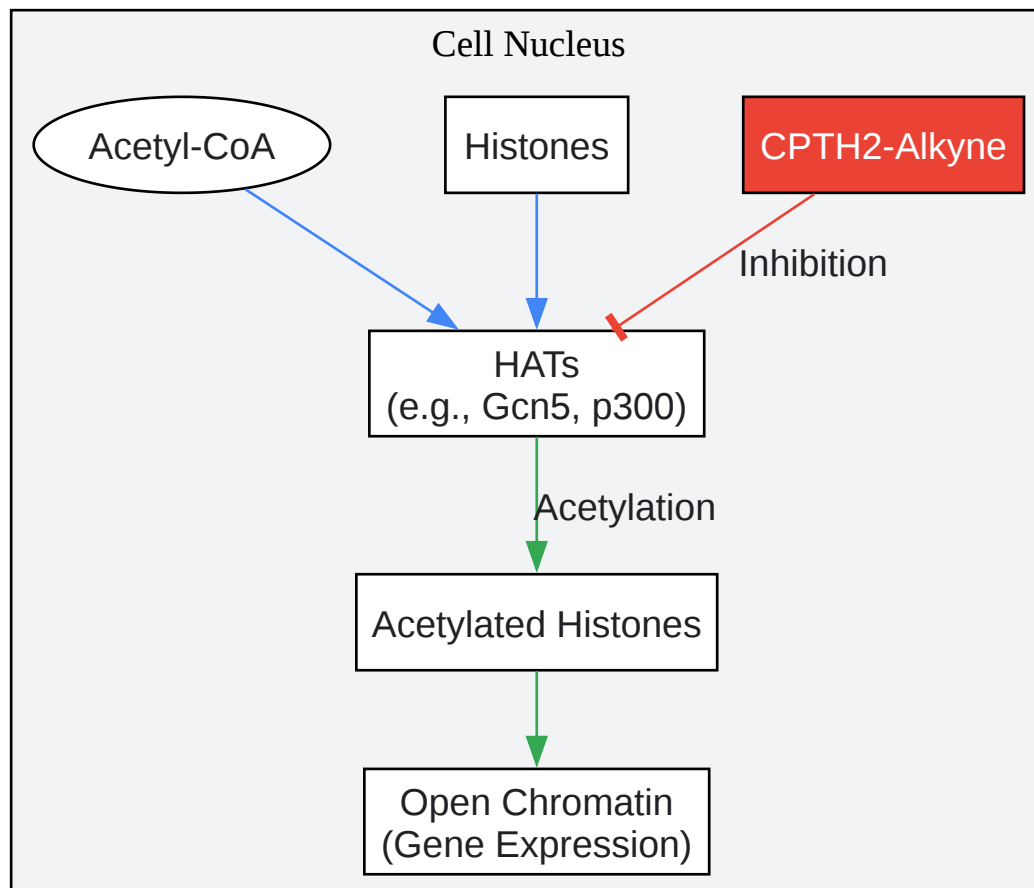 Cell Nucleus
Acetyl-CoA
Histones
CPTH2-Alkyne
Inhibition
HATs
(e.g., Gcn5, p300)
Acetylation
Acetylated Histones
Open Chromatin
(Gene Expression)